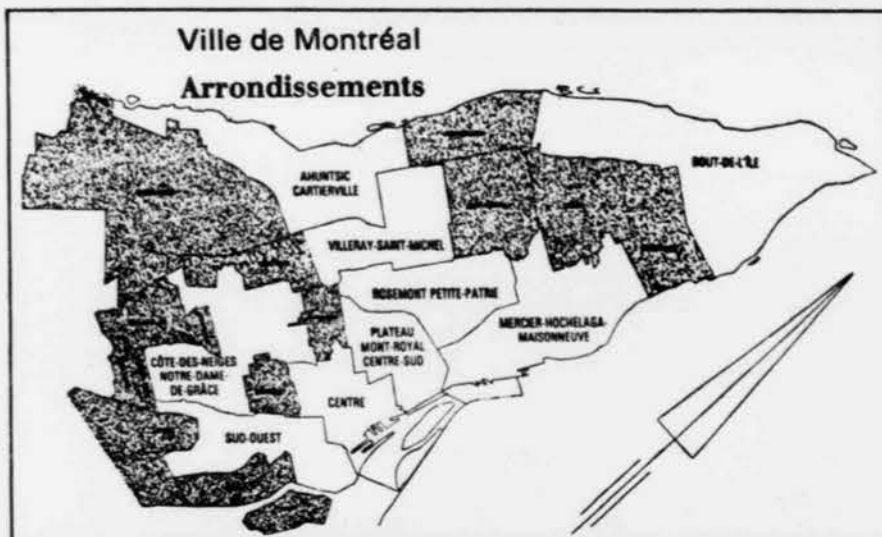 Ville de Montréal
Arrondissements
AHUNTSIC
CARTIERVILLE
BOUT-DE-L'ÎLE
VILLERAY-SAINT-MICHEL
ROSEMONT PETITE-PATRIE
PLATEAU
MONT-ROYAL
CENTRE-SUD
MERCIER-HOCHELAGA-
MAISONNEUVE
CÔTE-DES-NEIGES
NOTRE-DAME-
DE-GRÂCE
CENTRE
SUD-OUEST